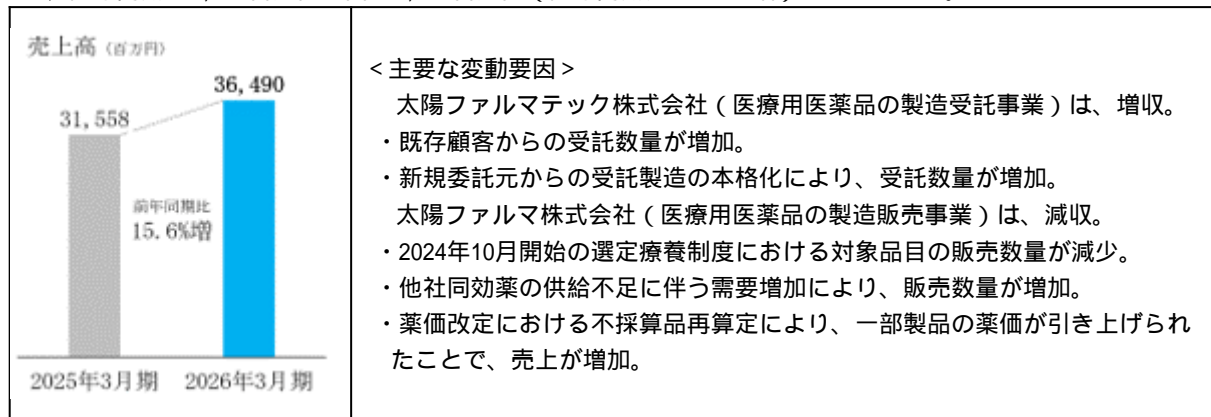 売上高（百万円）
36,490
31,558
前年同期比
15.6%増
2025年3月期 2026年3月期
＜主要な変動要因＞
太陽ファルマテック株式会社（医療用医薬品の製造受託事業）は、増収。
・既存顧客からの受託数量が増加。
・新規委託元からの受託製造の本格化により、受託数量が増加。
太陽ファルマ株式会社（医療用医薬品の製造販売事業）は、減収。
・2024年10月開始の選定療養制度における対象品目の販売数量が減少。
・他社同効薬の供給不足に伴う需要増加により、販売数量が増加。
・薬価改定における不採算品再算定により、一部製品の薬価が引き上げられ
たことで、売上が増加。